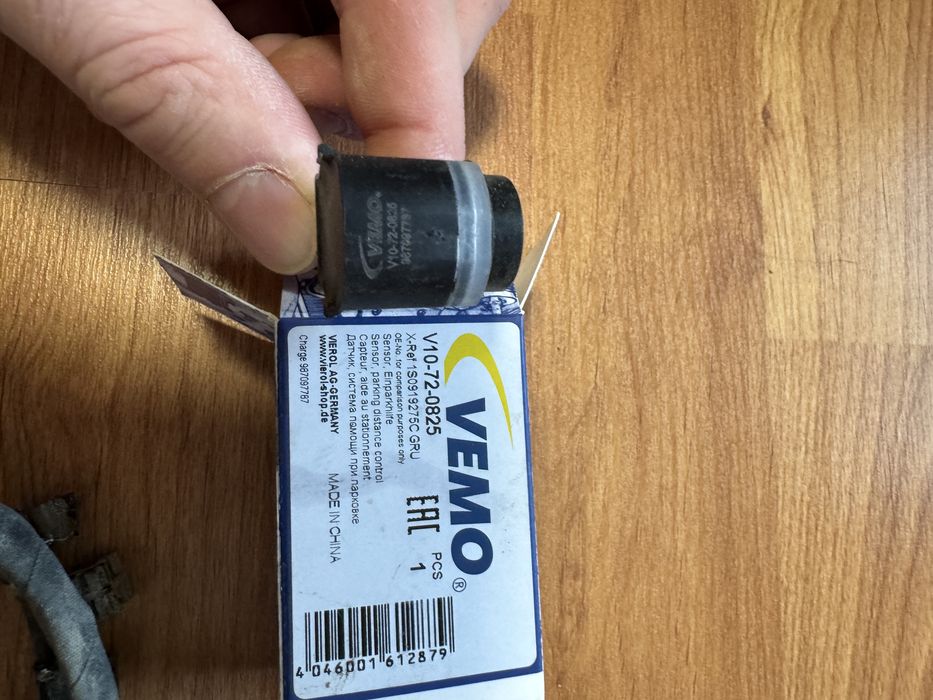 VEMO
V10-72-0825
VEMO®
V10-72-0825
X-Ref 1S0919275C GRU
OE-No. for comparison purposes only
Sensor, Einparkhilfe
Sensor, parking distance control
Capteur, aide au stationnement
Датчик, система помощи при парковке
EAC
PCS
1
VIEROL AG-GERMANY
www.vierol-shop.de
MADE IN CHINA
Charge 997097767
4 046001 612879